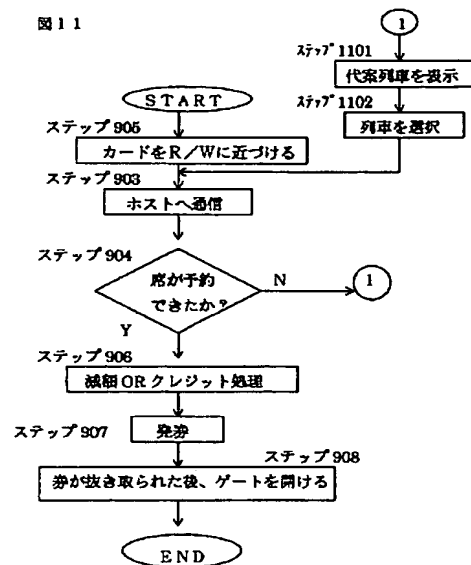 図11
1
ステップ1101
代案列車を表示
ステップ1102
列車を選択
START
ステップ905
カードをR／Wに近づける
ステップ903
ホストへ通信
ステップ904
席が予約
できたか？
N
1
Y
ステップ906
減額ORクレジット処理
ステップ907
発券
ステップ908
券が抜き取られた後、ゲートを開ける
END